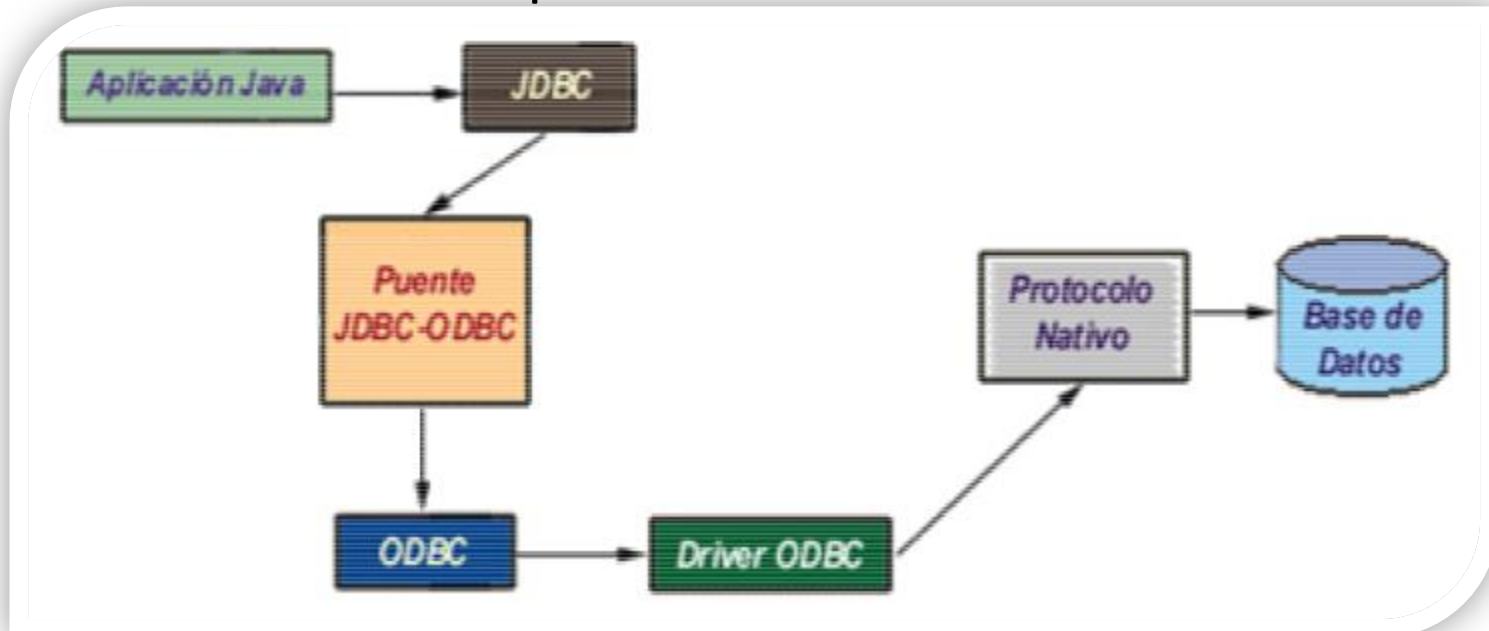 Aplicación Java
JDBC
Puente
JDBC-ODBC
ODBC
Driver ODBC
Protocolo
Nativo
Base de
Datos